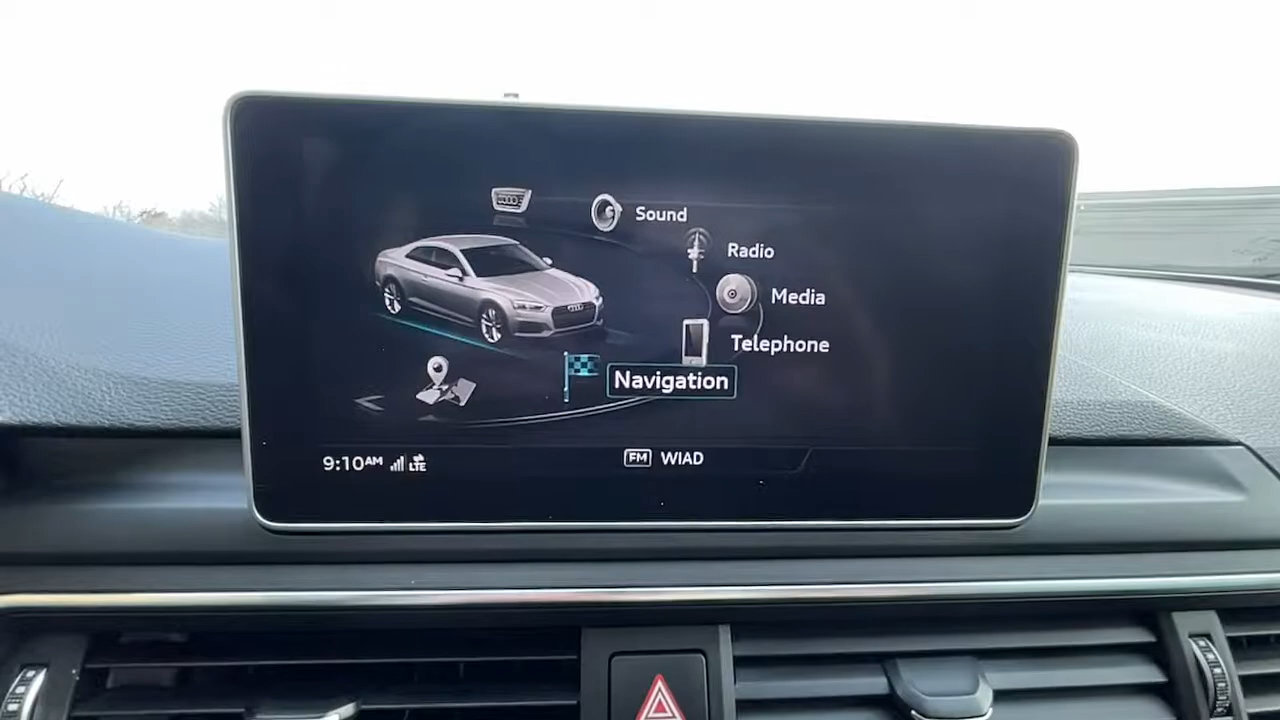 Sound
Radio
Media
Telephone
Navigation
9:10AM LTE
FM WIAD